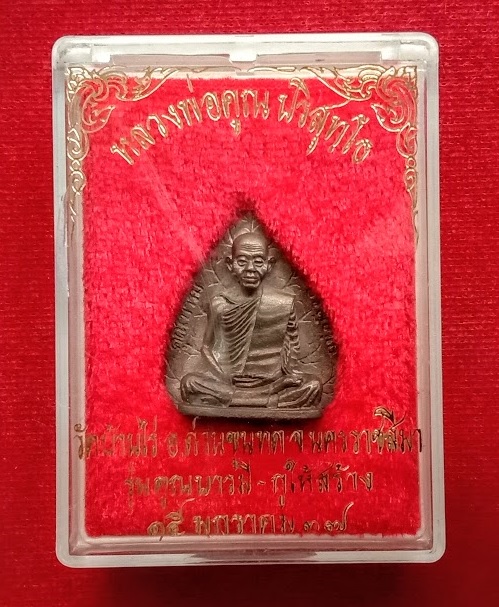 หลวงพ่อคูณ ปริสุทฺโธ
วัดบ้านไร่ อ.ด่านขุนทด จ.นครราชสีมา
รุ่นคูณบารมี - กูให้สร้าง
๑๕ มกราคม ๓๗